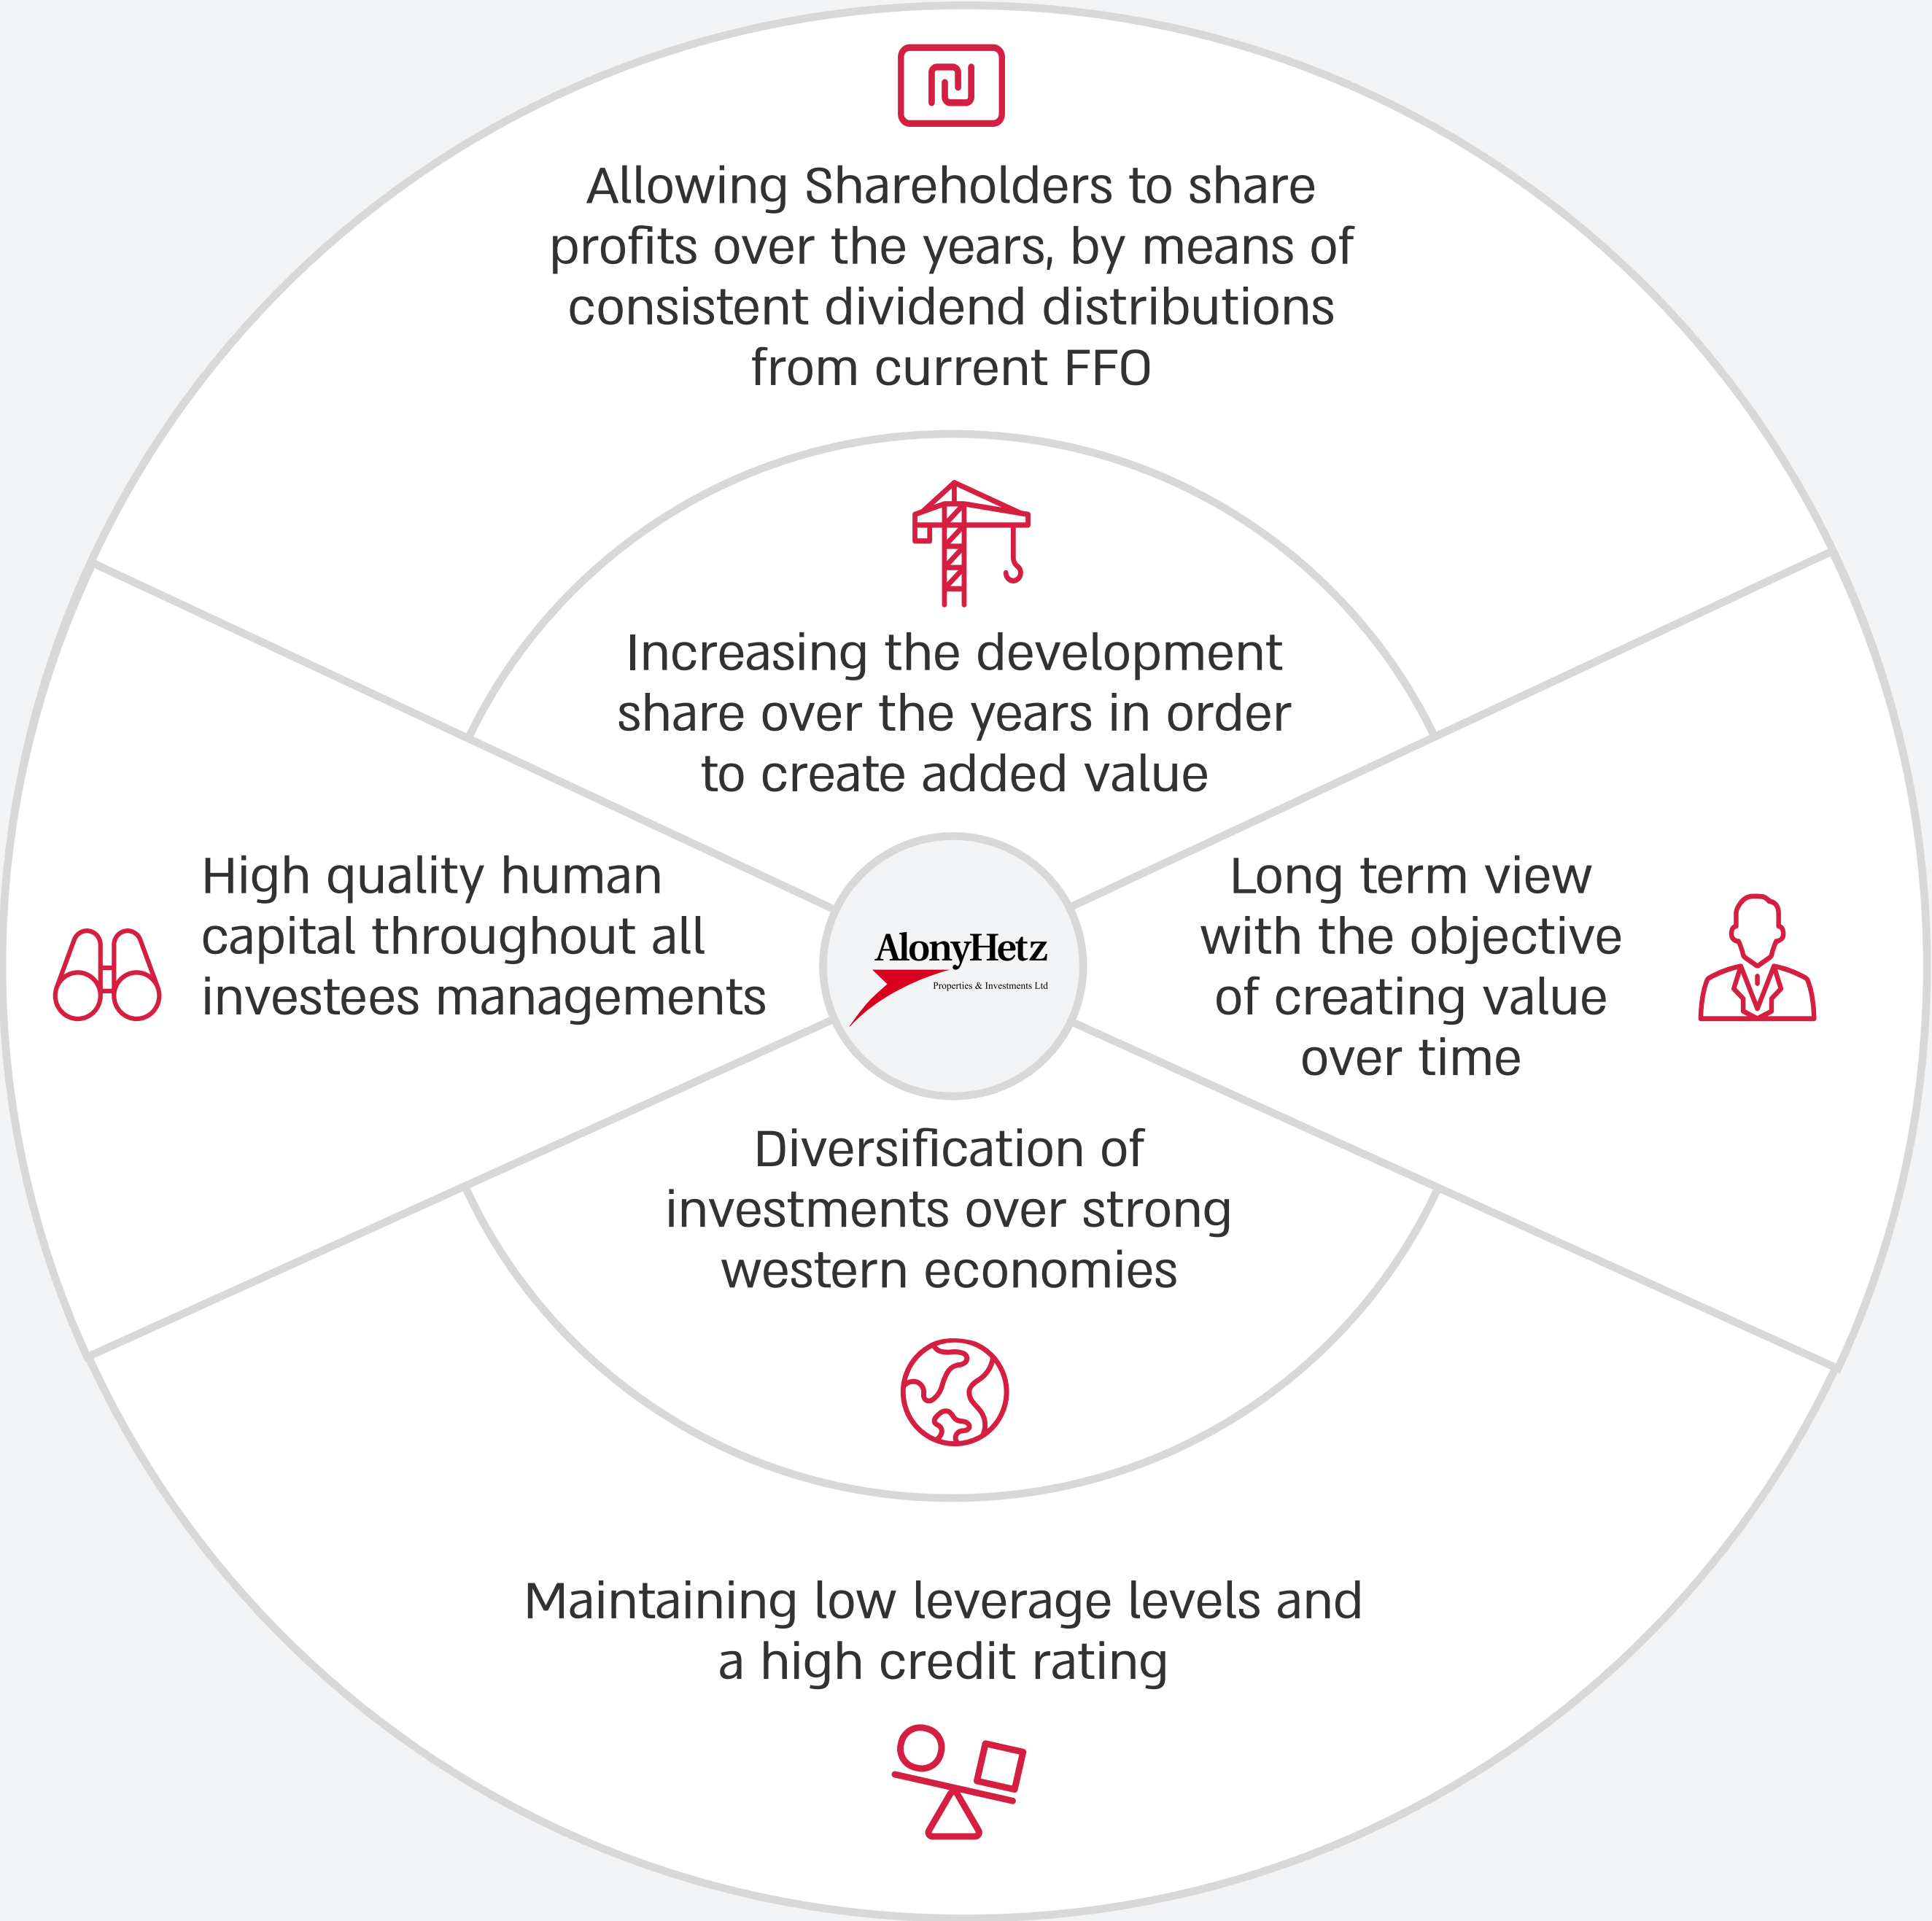 Allowing Shareholders to share
profits over the years, by means of
consistent dividend distributions
from current FFO
Increasing the development
share over the years in order
to create added value
High quality human
capital throughout all
investees managements
AlonyHetz
Properties & Investments Ltd
Long term view
with the objective
of creating value
over time
Diversification of
investments over strong
western economies
Maintaining low leverage levels and
a high credit rating